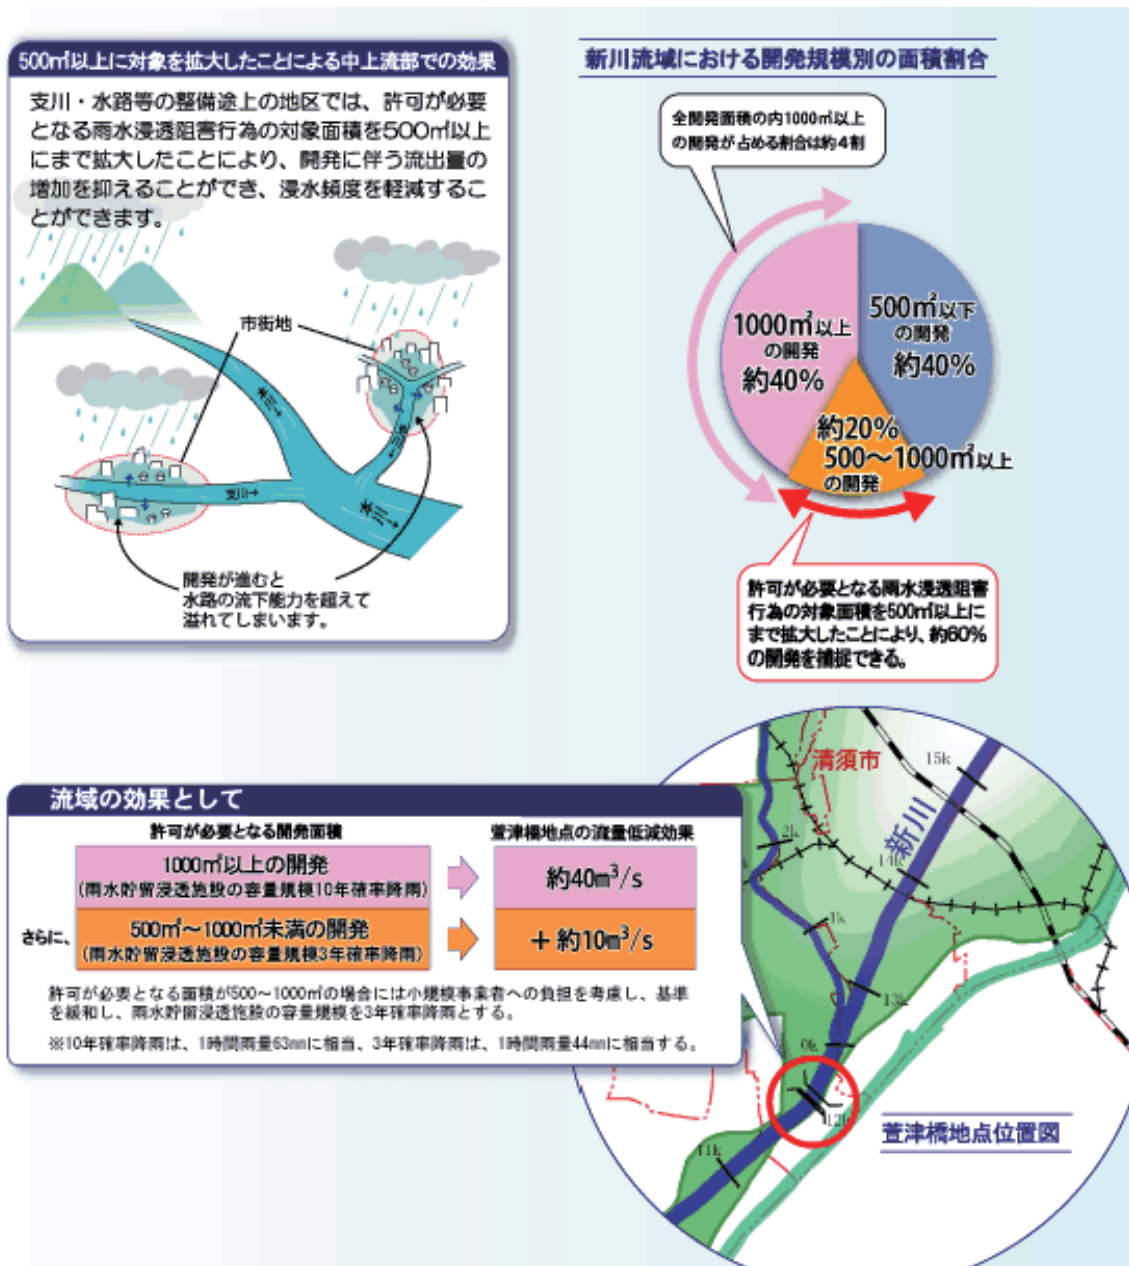 500㎡以上に対象を拡大したことによる中上流部での効果
支川・水路等の整備途上の地区では、許可が必要
となる雨水浸透阻害行為の対象面積を500㎡以上
にまで拡大したことにより、開発に伴う流出量の
増加を抑えることができ、浸水頻度を軽減するこ
とができます。
市街地
本川→
支川→
支川→
本川→
開発が進むと
水路の流下能力を超えて
溢れてしまいます。
新川流域における開発規模別の面積割合
全開発面積の内1000㎡以上
の開発が占める割合は約4割
1000㎡以上
の開発
約40%
500㎡以下
の開発
約40%
約20%
500〜1000㎡以上
の開発
許可が必要となる雨水浸透阻害
行為の対象面積を500㎡以上に
まで拡大したことにより、約60%
の開発を捕捉できる。
流域の効果として
許可が必要となる開発面積
萱津橋地点の流量低減効果
1000㎡以上の開発
(雨水貯留浸透施設の容量規模10年確率降雨)
約40m³/s
さらに、
500㎡〜1000㎡未満の開発
(雨水貯留浸透施設の容量規模3年確率降雨)
＋約10m³/s
許可が必要となる面積が500〜1000㎡の場合には小規模事業者への負担を考慮し、基準
を緩和し、雨水貯留浸透施設の容量規模を3年確率降雨とする。
※10年確率降雨は、1時間雨量63㎜に相当、3年確率降雨は、1時間雨量44㎜に相当する。
清須市
15k
新川
2k
14k
1k
13k
0k
12k
11k
萱津橋地点位置図